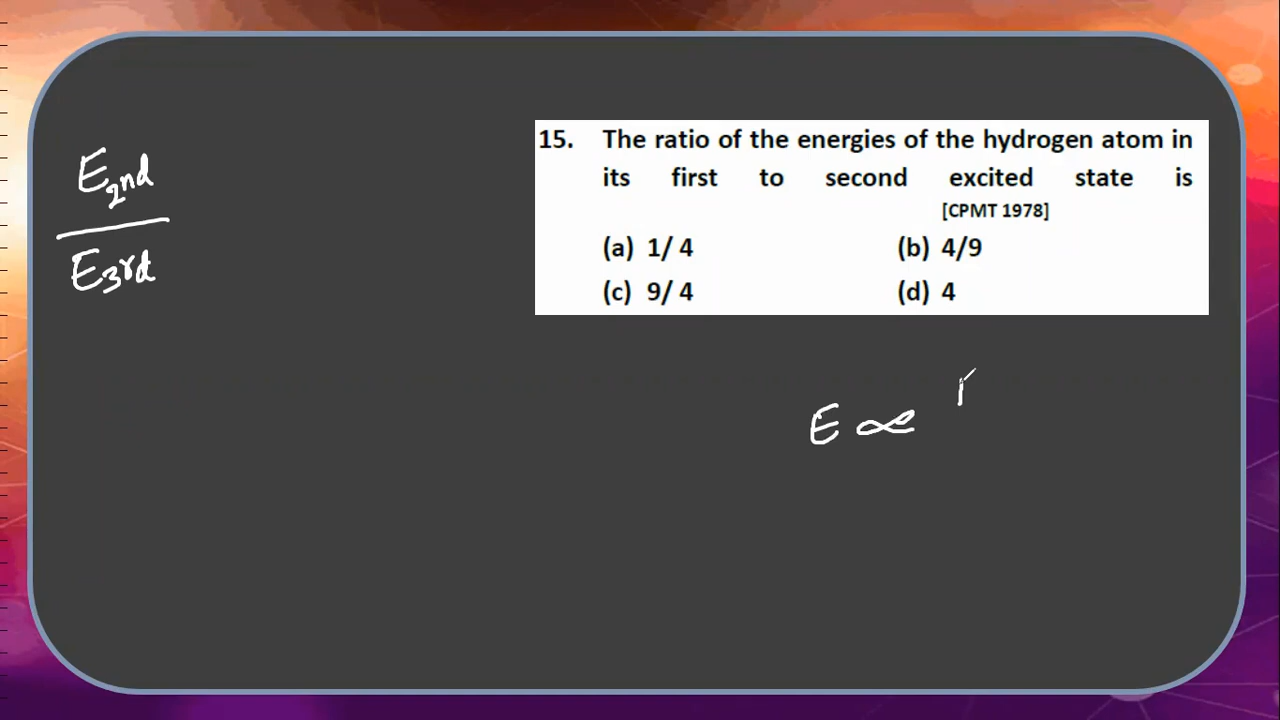 E2nd
E3rd
15. The ratio of the energies of the hydrogen atom in
its first to second excited state is
[CPMT 1978]
(a) 1/ 4 (b) 4/9
(c) 9/ 4 (d) 4
E ∝